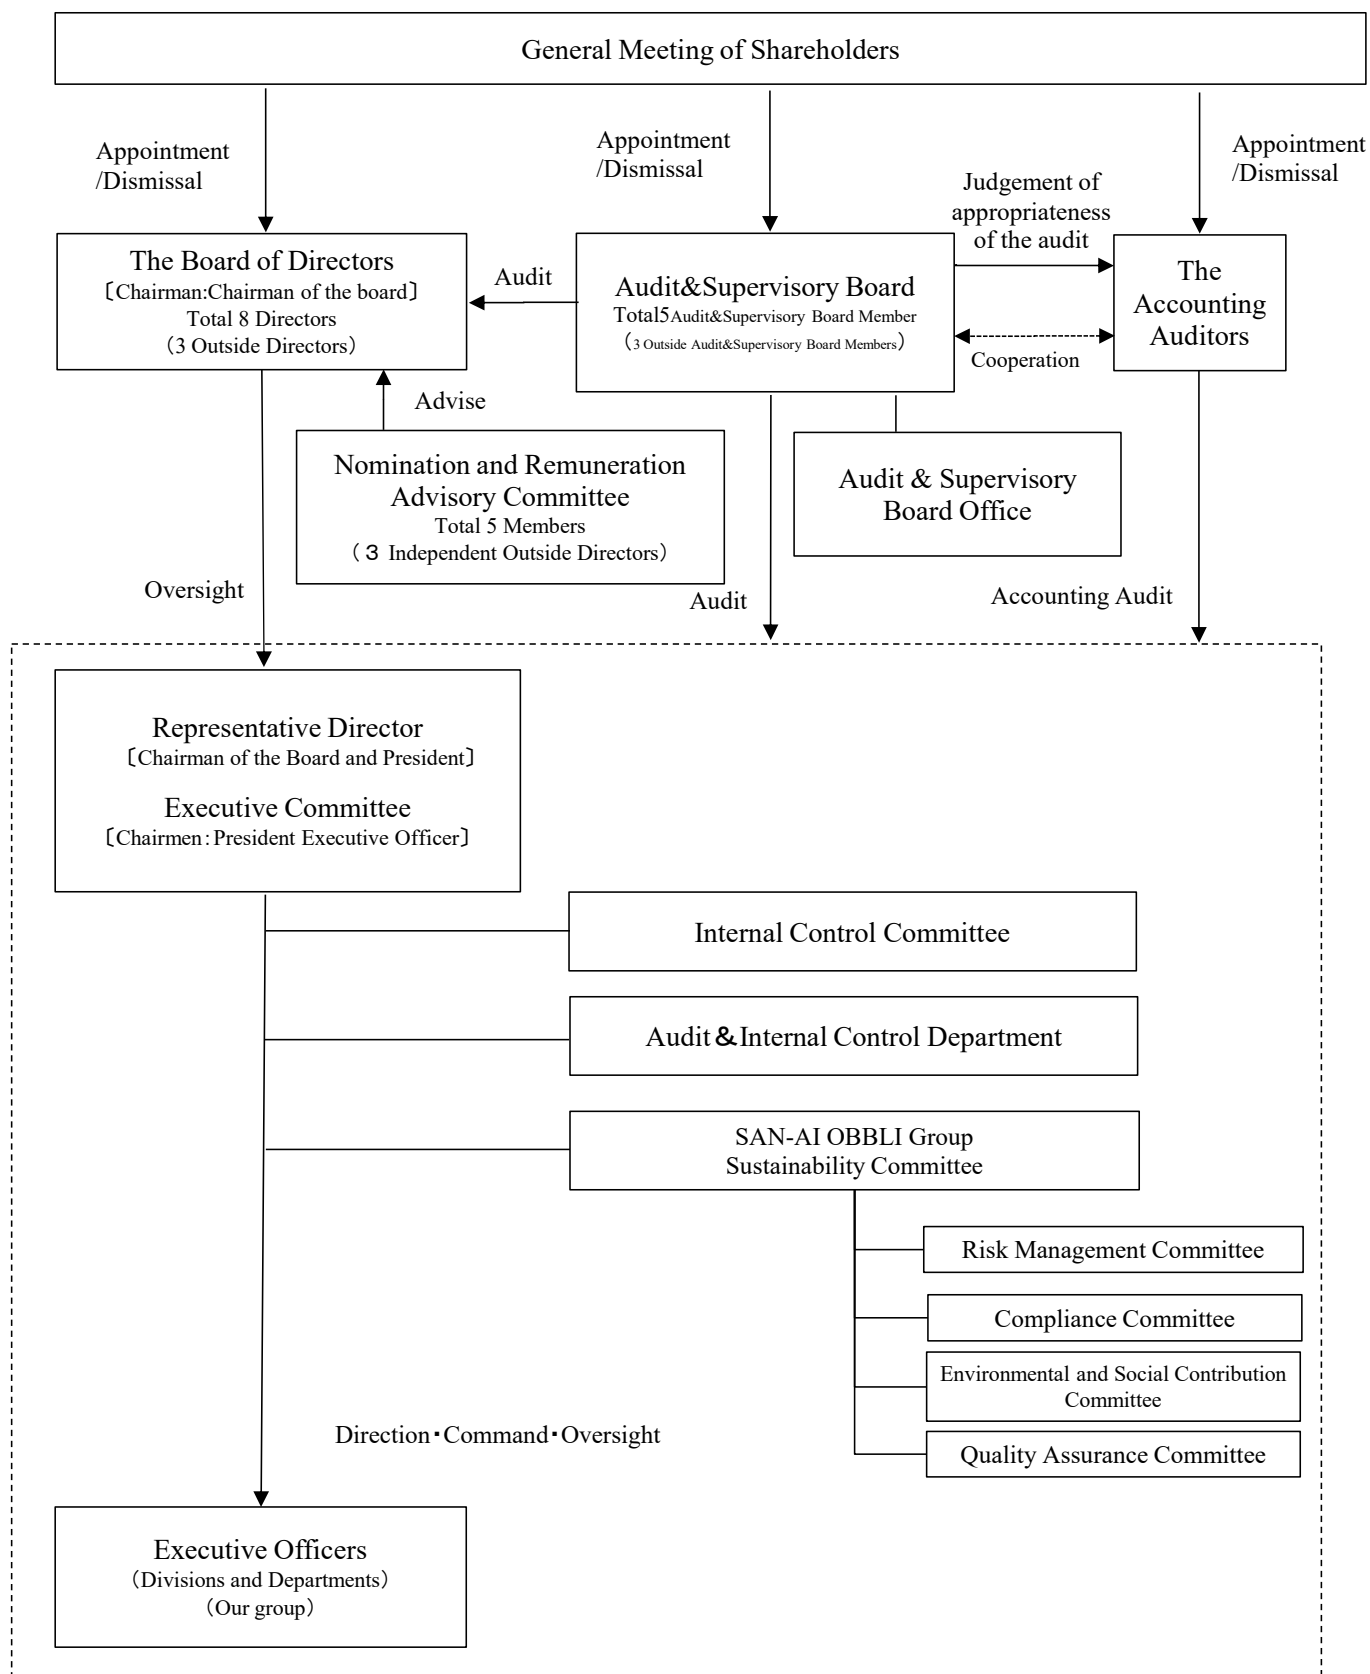 General Meeting of Shareholders
Appointment
/Dismissal
Appointment
/Dismissal
Appointment
/Dismissal
Judgement of
appropriateness
of the audit
The Board of Directors
〔Chairman:Chairman of the board〕
Total 8 Directors
（3 Outside Directors）
Audit
Audit&Supervisory Board
Total5Audit&Supervisory Board Member
（3 Outside Audit&Supervisory Board Members）
The
Accounting
Auditors
Cooperation
Advise
Nomination and Remuneration
Advisory Committee
Total 5 Members
（３ Independent Outside Directors）
Audit & Supervisory
Board Office
Oversight
Audit
Accounting Audit
Representative Director
〔Chairman of the Board and President〕
Executive Committee
〔Chairmen：President Executive Officer〕
Internal Control Committee
Audit＆Internal Control Department
SAN-AI OBBLI Group
Sustainability Committee
Risk Management Committee
Compliance Committee
Environmental and Social Contribution
Committee
Quality Assurance Committee
Direction・Command・Oversight
Executive Officers
（Divisions and Departments）
（Our group）